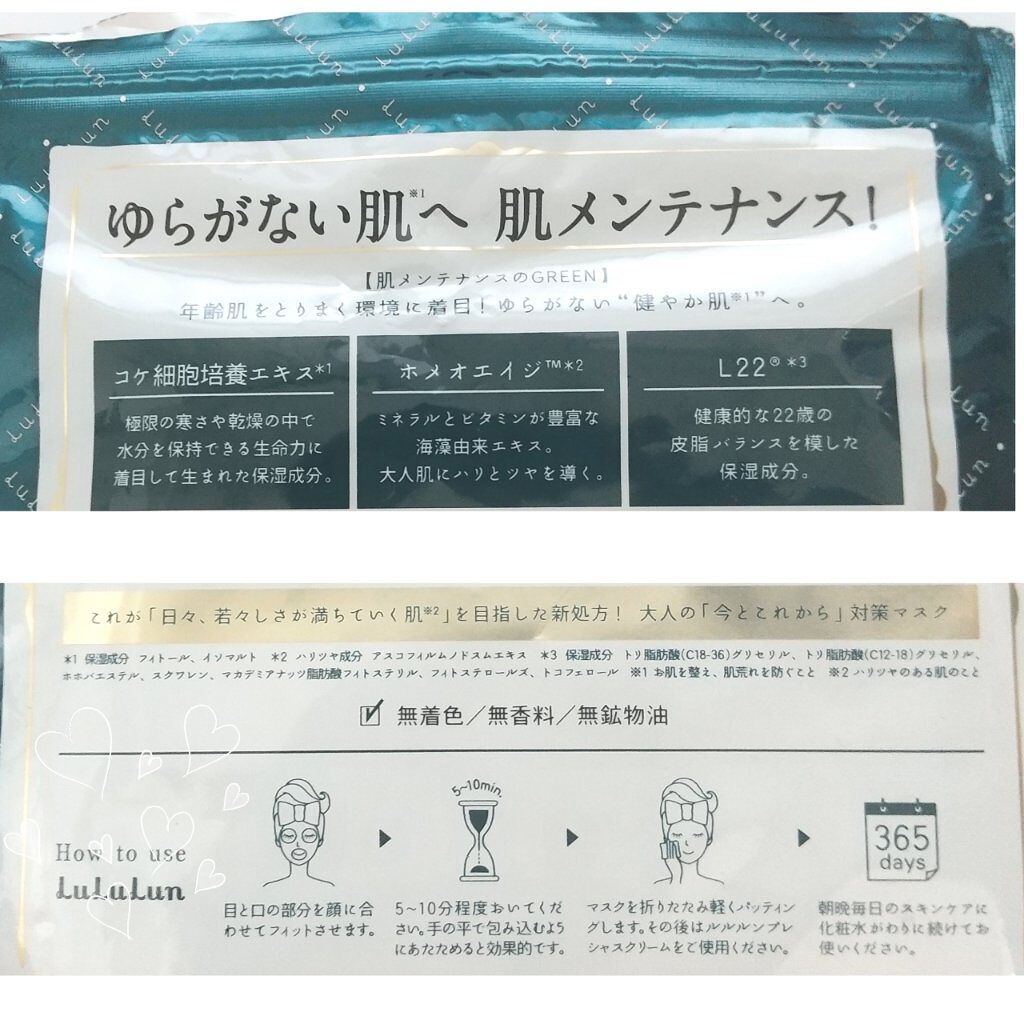 LuLuLun
ゆらがない肌※1へ 肌メンテナンス!
【肌メンテナンスのGREEN】
年齢肌をとりまく環境に着目!ゆらがない“健やか肌※1”へ。
コケ細胞培養エキス*1
極限の寒さや乾燥の中で
水分を保持できる生命力に
着目して生まれた保湿成分。
ホメオエイジ™*2
ミネラルとビタミンが豊富な
海藻由来エキス。
大人肌にハリとツヤを導く。
L22®*3
健康的な22歳の
皮脂バランスを模した
保湿成分。
これが「日々、若々しさが満ちていく肌※2」を目指した新処方! 大人の「今とこれから」対策マスク
*1 保湿成分 フィトール、イソマルト *2 ハリツヤ成分 アスコフィルムノドスムエキス *3 保湿成分 トリ脂肪酸(C18-36)グリセリル、トリ脂肪酸(C12-18)グリセリル、
ホホバエステル、スクワレン、マカデミアナッツ脂肪酸フィトステリル、フィトステロールズ、トコフェロール ※1 お肌を整え、肌荒れを防ぐこと ※2 ハリツヤのある肌のこと
無着色/無香料/無鉱物油
How to use
LuLuLun
目と口の部分を顔に合
わせてフィットさせます。
5~10min.
5~10分程度おいてくだ
さい。手の平で包み込むよう
にあたためると効果的です。
マスクを折りたたみ軽くパッティン
グします。その後はルルルンプレ
シャスクリームをご使用ください。
365
days
朝晩毎日のスキンケアに
化粧水がわりに続けてお
使いください。